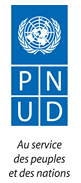 P N
U D
Au service
des peuples
et des nations